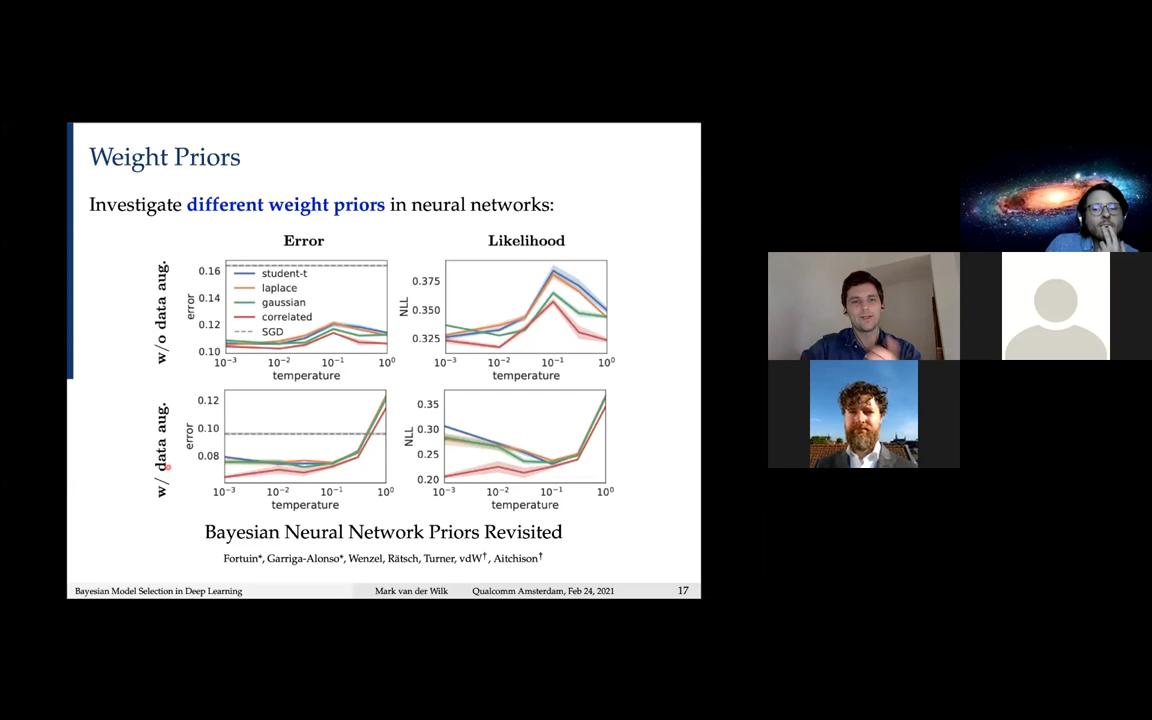 Weight Priors
Investigate different weight priors in neural networks:
Error
Likelihood
w/o data aug.
error
0.16
0.14
0.12
0.10
student-t
laplace
gaussian
correlated
SGD
10⁻³ 10⁻² 10⁻¹ 10⁰
temperature
NLL
0.375
0.350
0.325
10⁻³ 10⁻² 10⁻¹ 10⁰
temperature
w/ data aug.
error
0.12
0.10
0.08
10⁻³ 10⁻² 10⁻¹ 10⁰
temperature
NLL
0.35
0.30
0.25
0.20
10⁻³ 10⁻² 10⁻¹ 10⁰
temperature
Bayesian Neural Network Priors Revisited
Fortuin*, Garriga-Alonso*, Wenzel, Rätsch, Turner, vdW†, Aitchison†
Bayesian Model Selection in Deep Learning Mark van der Wilk Qualcomm Amsterdam, Feb 24, 2021 17